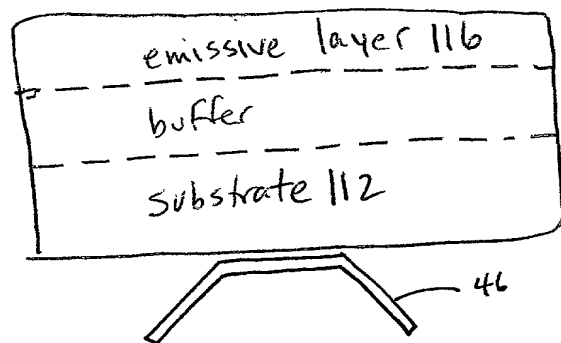 emissive layer 116
buffer
substrate 112
46